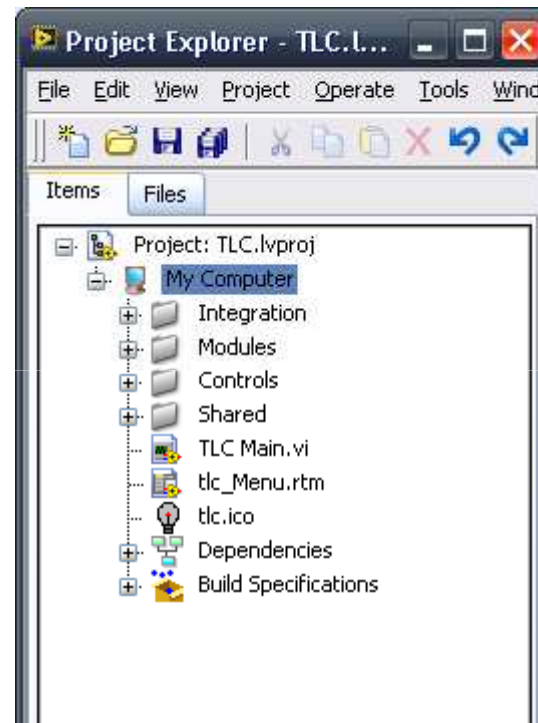 Project Explorer - TLC.l...
File Edit View Project Operate Tools Wind
Items Files
Project: TLC.lvproj
My Computer
Integration
Modules
Controls
Shared
TLC Main.vi
tlc_Menu.rtm
tlc.ico
Dependencies
Build Specifications